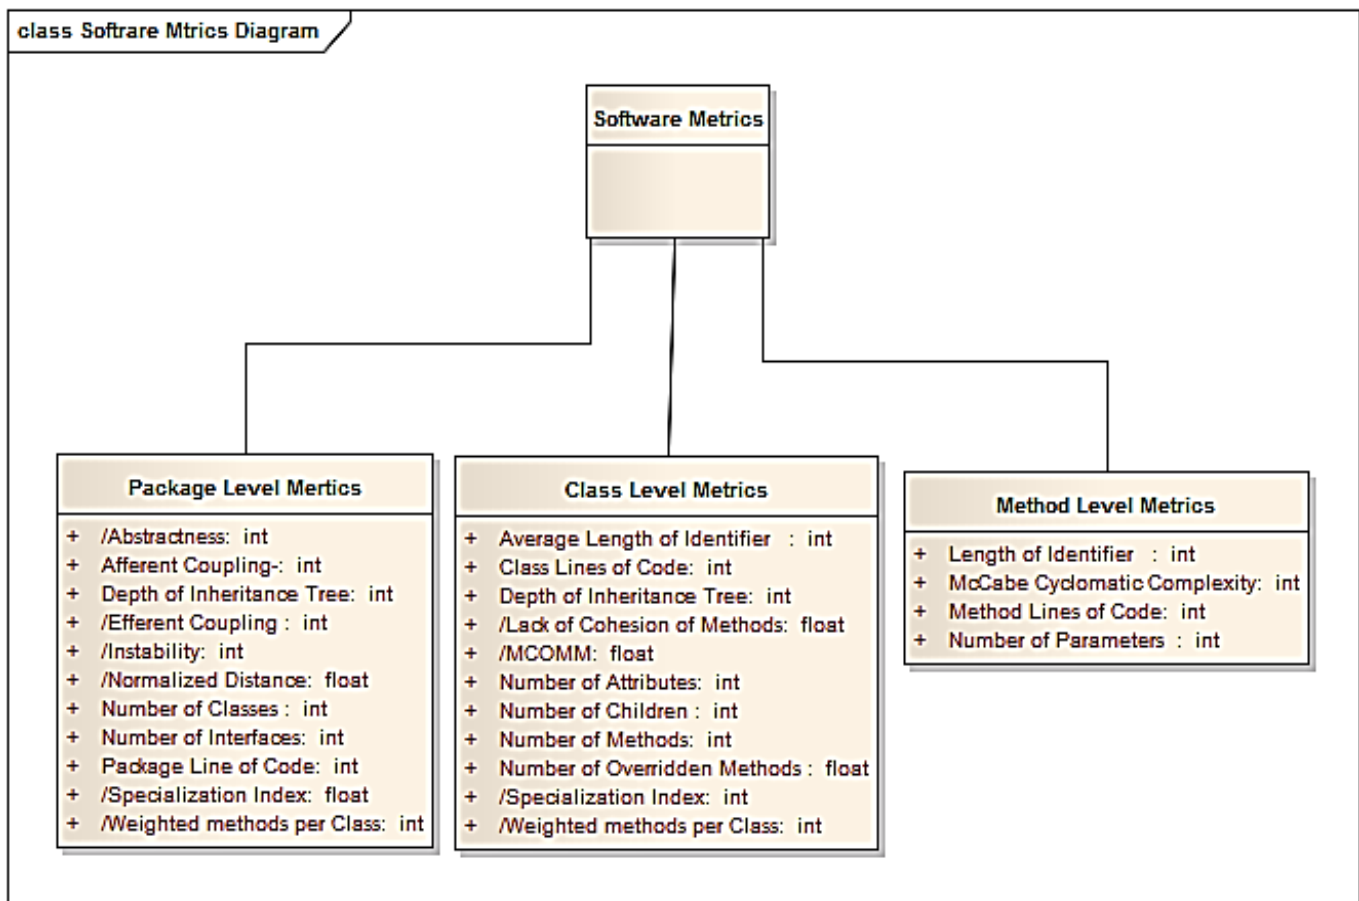 class Softrare Mtrics Diagram
Software Metrics
Package Level Mertics
+ /Abstractness: int
+ Afferent Coupling-: int
+ Depth of Inheritance Tree: int
+ /Efferent Coupling : int
+ /Instability: int
+ /Normalized Distance: float
+ Number of Classes : int
+ Number of Interfaces: int
+ Package Line of Code: int
+ /Specialization Index: float
+ /Weighted methods per Class: int
Class Level Metrics
+ Average Length of Identifier : int
+ Class Lines of Code: int
+ Depth of Inheritance Tree: int
+ /Lack of Cohesion of Methods: float
+ /MCOMM: float
+ Number of Attributes: int
+ Number of Children : int
+ Number of Methods: int
+ Number of Overridden Methods : float
+ /Specialization Index: int
+ /Weighted methods per Class: int
Method Level Metrics
+ Length of Identifier : int
+ McCabe Cyclomatic Complexity: int
+ Method Lines of Code: int
+ Number of Parameters : int